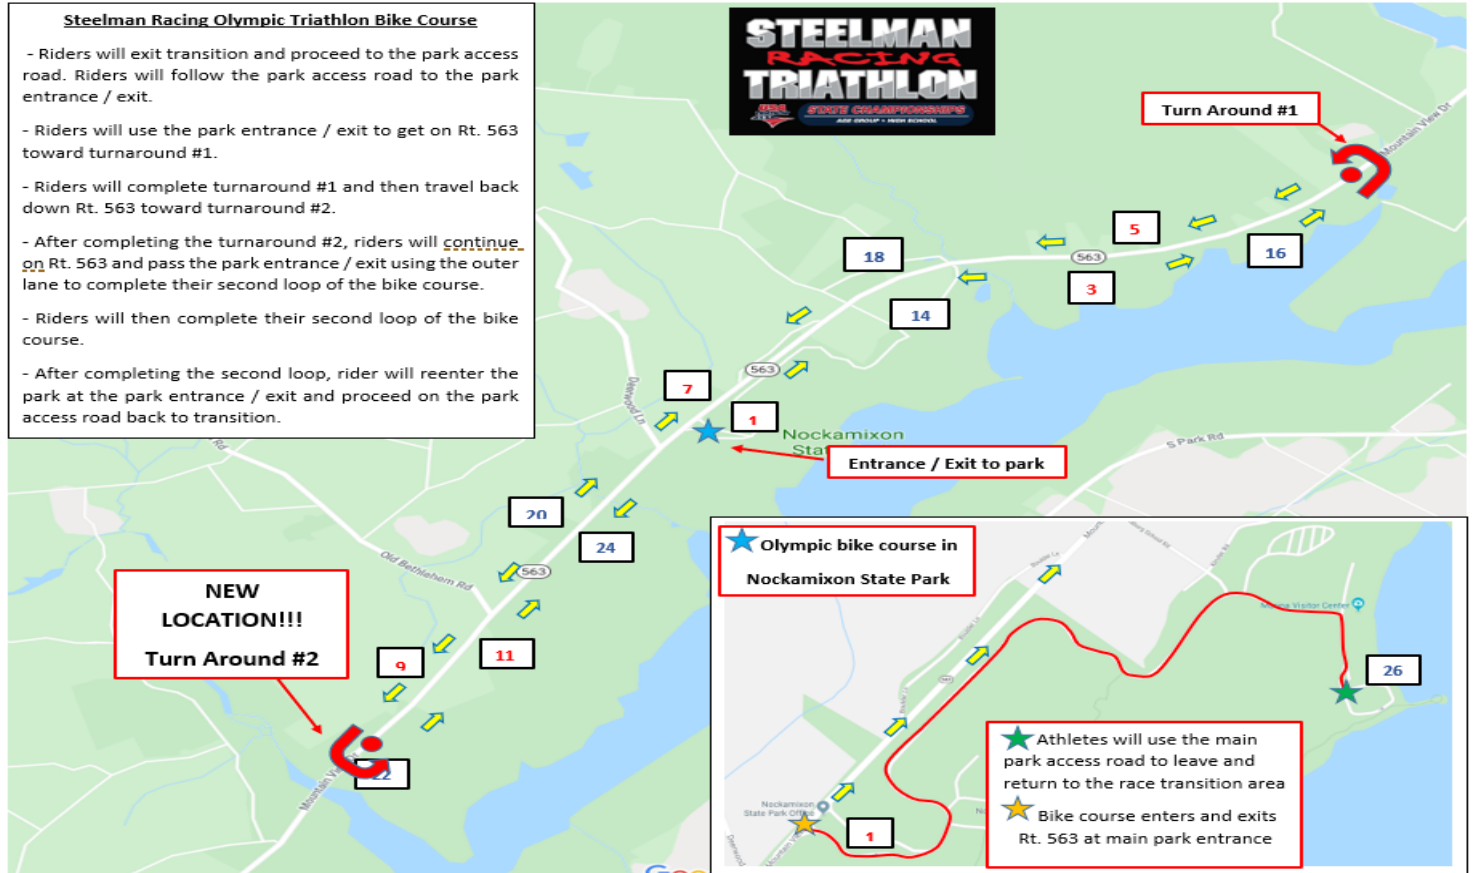 Steelman Racing Olympic Triathlon Bike Course
- Riders will exit transition and proceed to the park access
road. Riders will follow the park access road to the park
entrance / exit.
- Riders will use the park entrance / exit to get on Rt. 563
toward turnaround #1.
- Riders will complete turnaround #1 and then travel back
down Rt. 563 toward turnaround #2.
- After completing the turnaround #2, riders will continue
on Rt. 563 and pass the park entrance / exit using the outer
lane to complete their second loop of the bike course.
- Riders will then complete their second loop of the bike
course.
- After completing the second loop, rider will reenter the
park at the park entrance / exit and proceed on the park
access road back to transition.
STEELMAN
RACING
TRIATHLON
USA
STATE CHAMPIONSHIPS
AGE GROUP • HIGH SCHOOL
Turn Around #1
Mountain View Dr
5
16
18
563
3
14
563
7
Deerwood Ln
1
Nockamixon
Entrance / Exit to park
S Park Rd
Rd
20
24
563
Old Bethlehem Rd
NEW
LOCATION!!!
Turn Around #2
9
11
22
Mountain
Olympic bike course in
Nockamixon State Park
Visitor Center
26
Athletes will use the main
park access road to leave and
return to the race transition area
Bike course enters and exits
Rt. 563 at main park entrance
Nockamixon
State Park Office
1
Deerwood